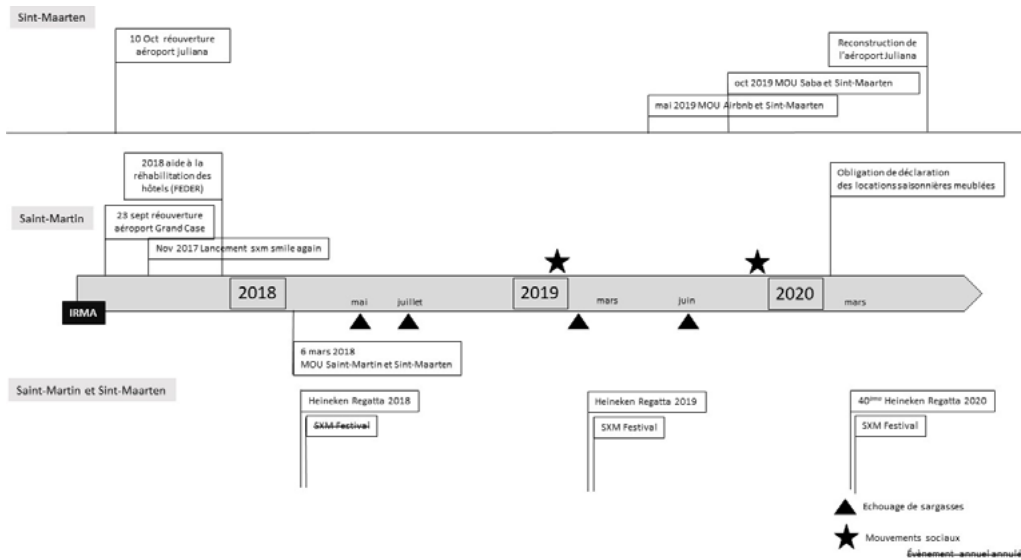 Sint-Maarten
10 Oct réouverture
aéroport juliana
Reconstruction de
l'aéroport Juliana
oct 2019 MOU Saba et Sint-Maarten
mai 2019 MOU Airbnb et Sint-Maarten
2018 aide à la
réhabilitation des
hôtels (FEDER)
Obligation de déclaration
des locations saisonnières meublées
Saint-Martin
23 sept réouverture
aéroport Grand Case
Nov 2017 Lancement sxm smile again
2018
2019
2020
mai
juillet
mars
juin
mars
IRMA
6 mars 2018
MOU Saint-Martin et Sint-Maarten
Saint-Martin et Sint-Maarten
Heineken Regatta 2018
SXM Festival
Heineken Regatta 2019
SXM Festival
40ème Heineken Regatta 2020
SXM Festival
Echouage de sargasses
Mouvements sociaux
Évènement annuel annulé